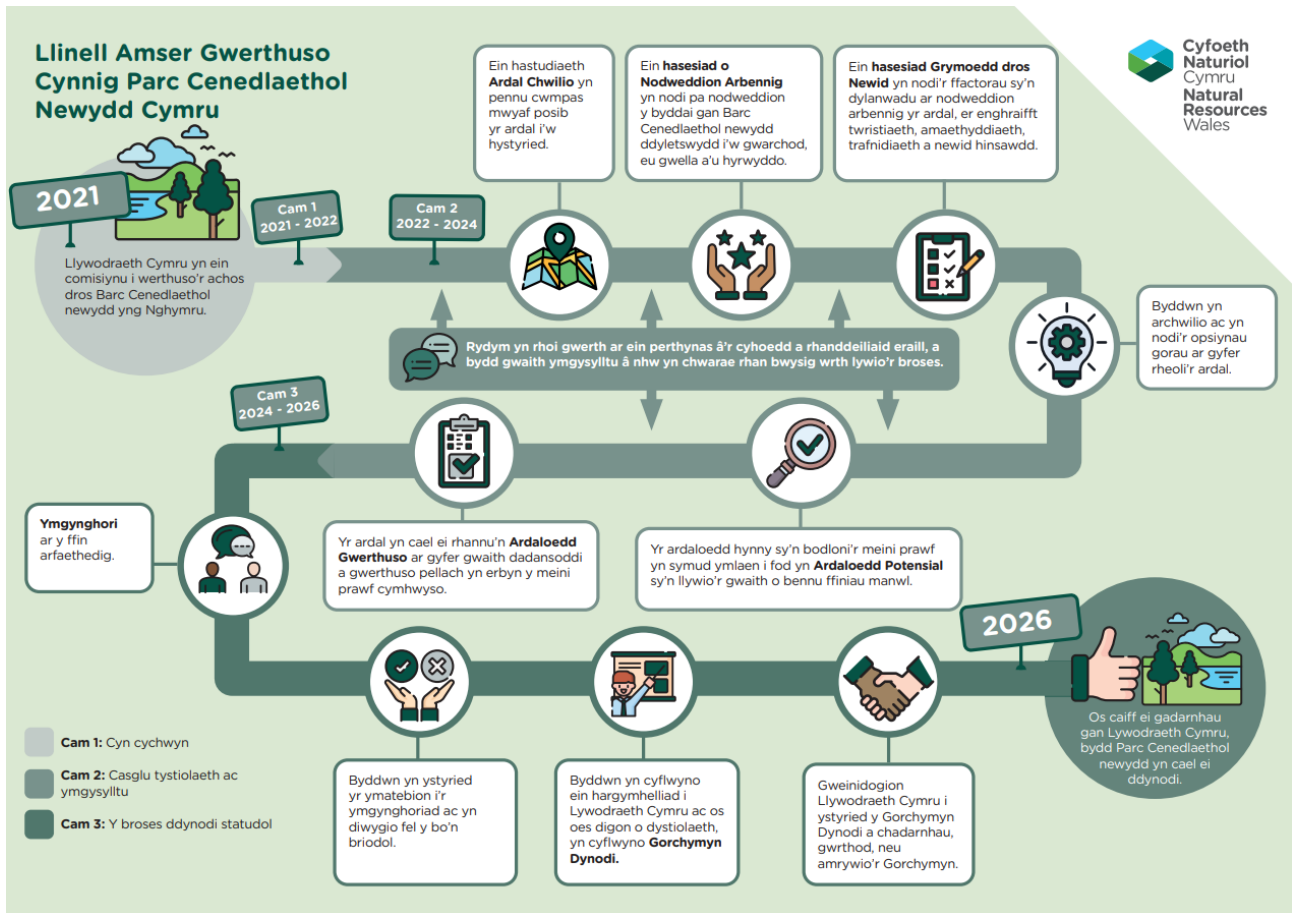 Llinell Amser Gwerthuso
Cynnig Parc Cenedlaethol
Newydd Cymru
Cyfoeth
Naturiol
Cymru
Natural
Resources
Wales
2021
Llywodraeth Cymru yn ein
comisiynu i werthuso'r achos
dros Barc Cenedlaethol
newydd yng Nghymru.
Cam 1
2021 - 2022
Cam 2
2022 - 2024
Ein hastudiaeth
Ardal Chwilio yn
pennu cwmpas
mwyaf posib
yr ardal i'w
hystyried.
Ein hasesiad o
Nodweddion Arbennig
yn nodi pa nodweddion
y byddai gan Barc
Cenedlaethol newydd
ddyletswydd i'w gwarchod,
eu gwella a'u hyrwyddo.
Ein hasesiad Grymoedd dros
Newid yn nodi'r ffactorau sy'n
dylanwadu ar nodweddion
arbennig yr ardal, er enghraifft
twristiaeth, amaethyddiaeth,
trafnidiaeth a newid hinsawdd.
Byddwn yn
archwilio ac yn
nodi'r opsiynau
gorau ar gyfer
rheoli'r ardal.
Rydym yn rhoi gwerth ar ein perthynas â'r cyhoedd a rhanddeiliaid eraill, a
bydd gwaith ymgysylltu â nhw yn chwarae rhan bwysig wrth lywio'r broses.
Yr ardaloedd hynny sy'n bodloni'r meini prawf
yn symud ymlaen i fod yn Ardaloedd Potensial
sy'n llywio'r gwaith o bennu ffiniau manwl.
Yr ardal yn cael ei rhannu'n Ardaloedd
Gwerthuso ar gyfer gwaith dadansoddi
a gwerthuso pellach yn erbyn y meini
prawf cymhwyso.
Cam 3
2024 - 2026
Ymgynghori
ar y ffin
arfaethedig.
Byddwn yn ystyried
yr ymatebion i'r
ymgynghoriad ac yn
diwygio fel y bo'n
briodol.
Byddwn yn cyflwyno
ein hargymhelliad i
Lywodraeth Cymru ac os
oes digon o dystiolaeth,
yn cyflwyno Gorchymyn
Dynodi.
Gweinidogion
Llywodraeth Cymru i
ystyried y Gorchymyn
Dynodi a chadarnhau,
gwrthod, neu
amrywio'r Gorchymyn.
2026
Os caiff ei gadarnhau
gan Lywodraeth Cymru,
bydd Parc Cenedlaethol
newydd yn cael ei
ddynodi.
Cam 1: Cyn cychwyn
Cam 2: Casglu tystiolaeth ac
ymgysylltu
Cam 3: Y broses ddynodi statudol